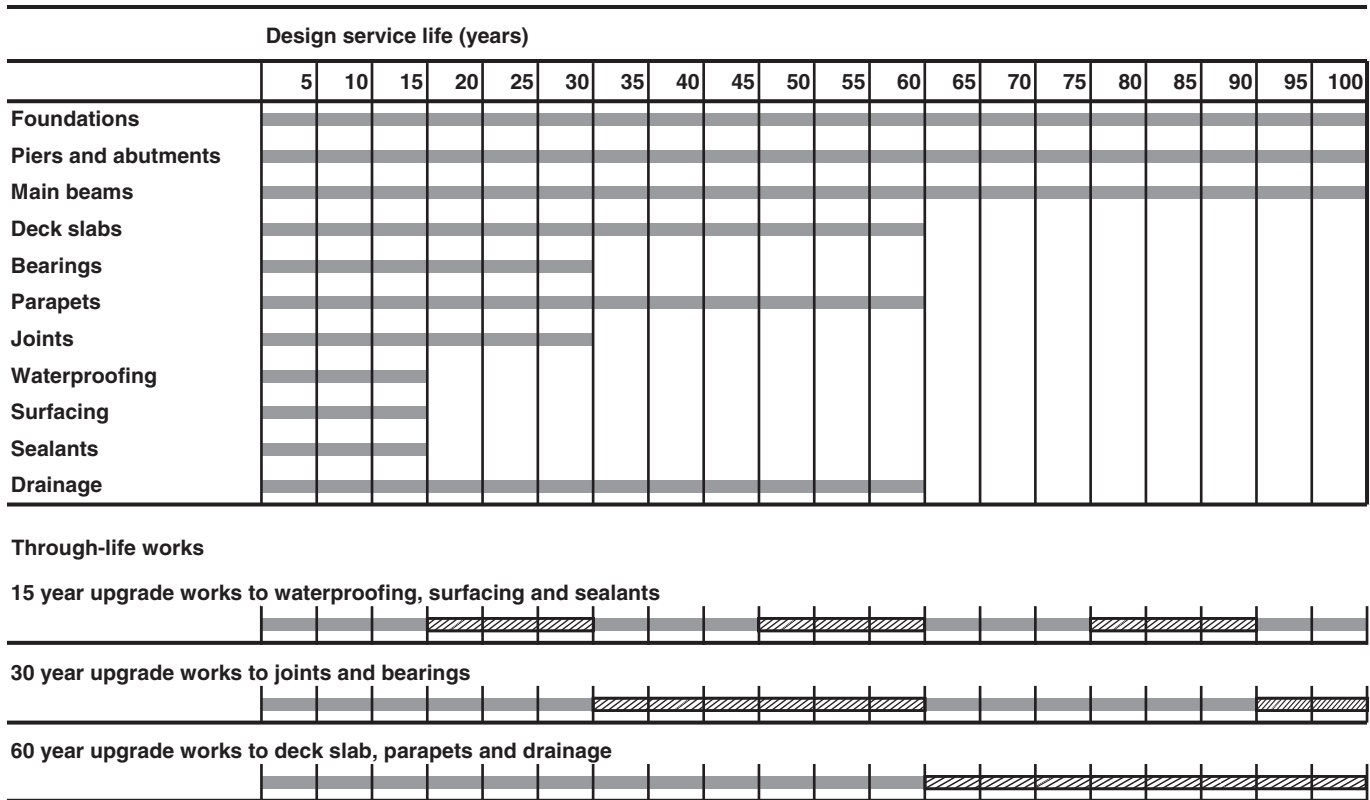 Design service life (years)
5 10 15 20 25 30 35 40 45 50 55 60 65 70 75 80 85 90 95 100
Foundations
Piers and abutments
Main beams
Deck slabs
Bearings
Parapets
Joints
Waterproofing
Surfacing
Sealants
Drainage
Through-life works
15 year upgrade works to waterproofing, surfacing and sealants
30 year upgrade works to joints and bearings
60 year upgrade works to deck slab, parapets and drainage